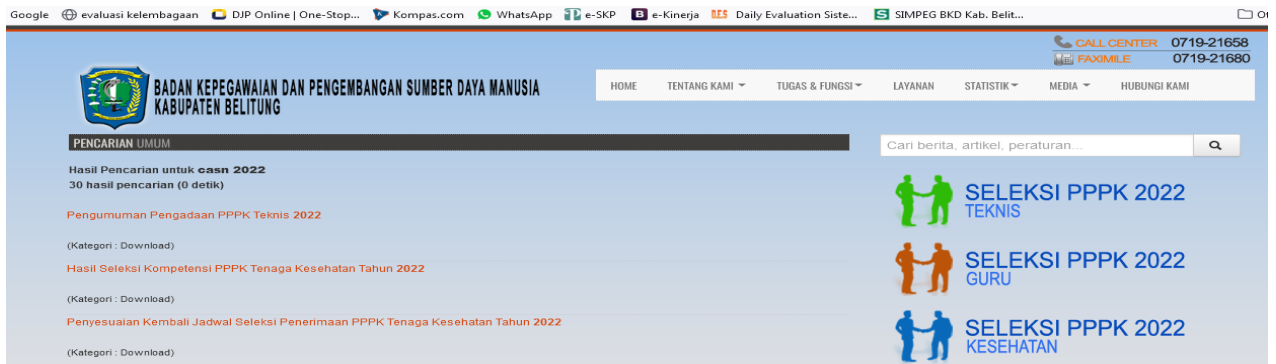 Google evaluasi kelembagaan DJP Online | One-Stop... Kompas.com WhatsApp e-SKP e-Kinerja Daily Evaluation Siste... SIMPEG BKD Kab. Belit... Ot
CALL CENTER 0719-21658
FAXIMILE 0719-21680
BADAN KEPEGAWAIAN DAN PENGEMBANGAN SUMBER DAYA MANUSIA
KABUPATEN BELITUNG
HOME TENTANG KAMI TUGAS & FUNGSI LAYANAN STATISTIK MEDIA HUBUNGI KAMI
PENCARIAN UMUM
Cari berita, artikel, peraturan...
Hasil Pencarian untuk casn 2022
30 hasil pencarian (0 detik)
Pengumuman Pengadaan PPPK Teknis 2022
(Kategori : Download)
Hasil Seleksi Kompetensi PPPK Tenaga Kesehatan Tahun 2022
(Kategori : Download)
Penyesuaian Kembali Jadwal Seleksi Penerimaan PPPK Tenaga Kesehatan Tahun 2022
(Kategori : Download)
SELEKSI PPPK 2022
TEKNIS
SELEKSI PPPK 2022
GURU
SELEKSI PPPK 2022
KESEHATAN